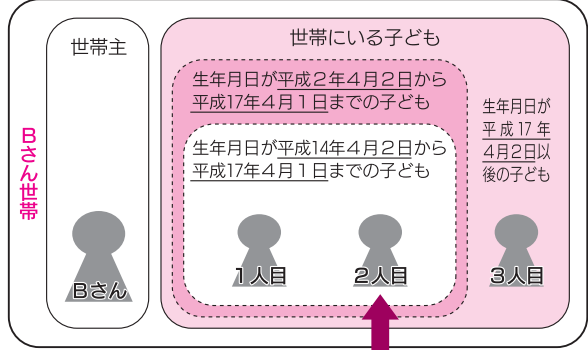 Bさん世帯
世帯主
Bさん
世帯にいる子ども
生年月日が平成2年4月2日から
平成17年4月1日までの子ども
生年月日が平成14年4月2日から
平成17年4月1日までの子ども
1人目
2人目
生年月日が
平成17年
4月2日以
後の子ども
3人目